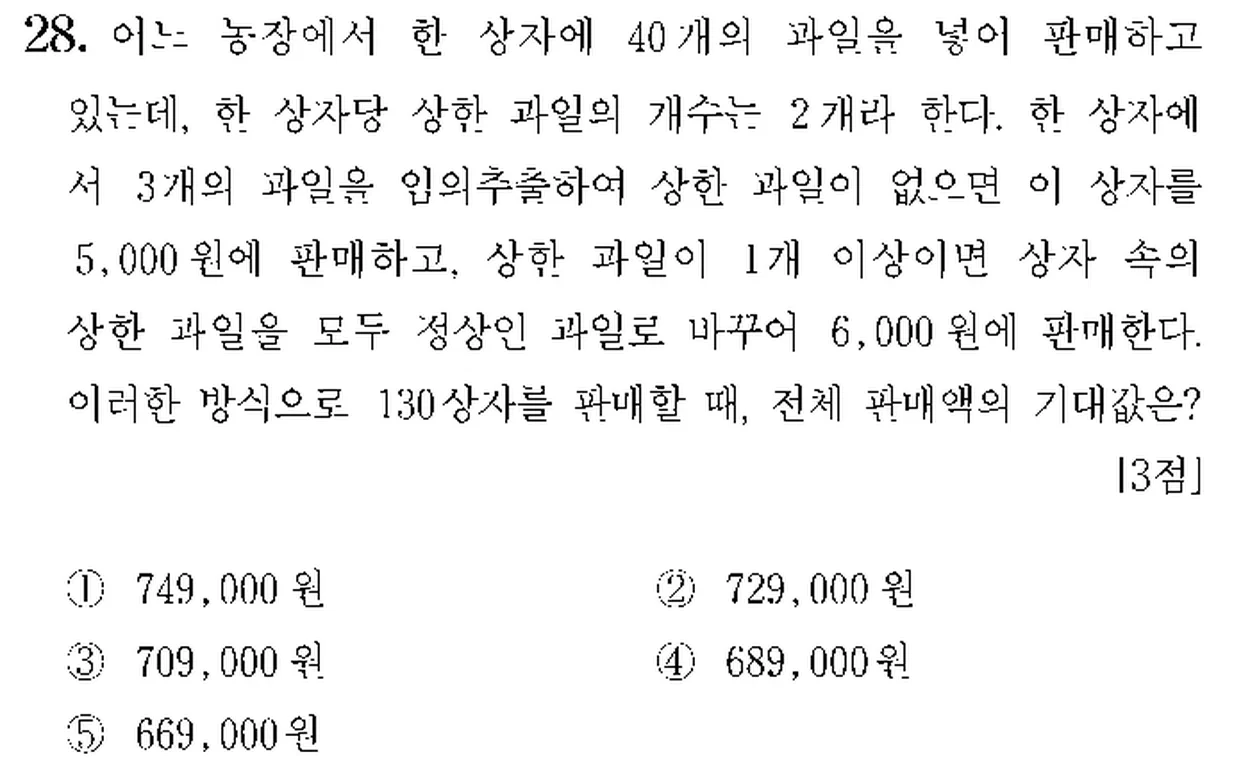 28. 어느 농장에서 한 상자에 40개의 과일을 넣어 판매하고
있는데, 한 상자당 상한 과일의 개수는 2개라 한다. 한 상자에
서 3개의 과일을 임의추출하여 상한 과일이 없으면 이 상자를
5,000원에 판매하고, 상한 과일이 1개 이상이면 상자 속의
상한 과일을 모두 정상인 과일로 바꾸어 6,000원에 판매한다.
이러한 방식으로 130상자를 판매할 때, 전체 판매액의 기대값은?
[3점]
① 749,000원 ② 729,000원
③ 709,000원 ④ 689,000원
⑤ 669,000원